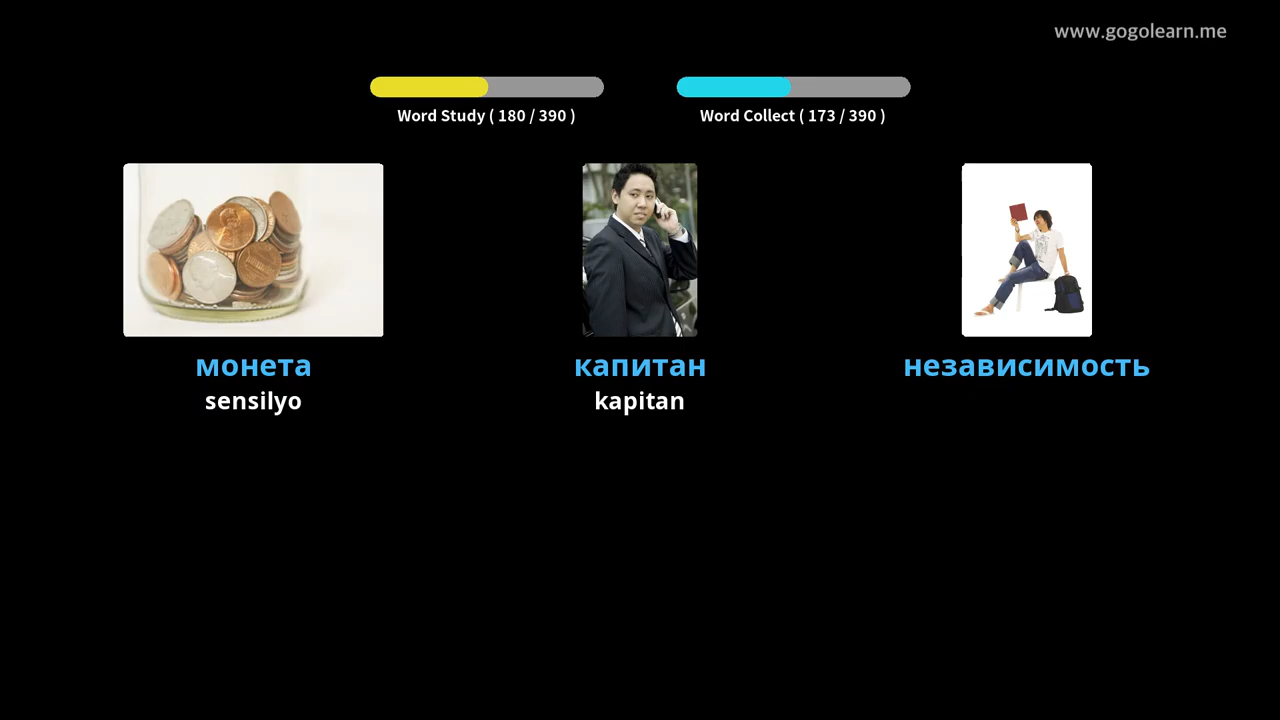 www.gogolearn.me
Word Study ( 180 / 390 )
Word Collect ( 173 / 390 )
монета
капитан
независимость
sensilyo
kapitan